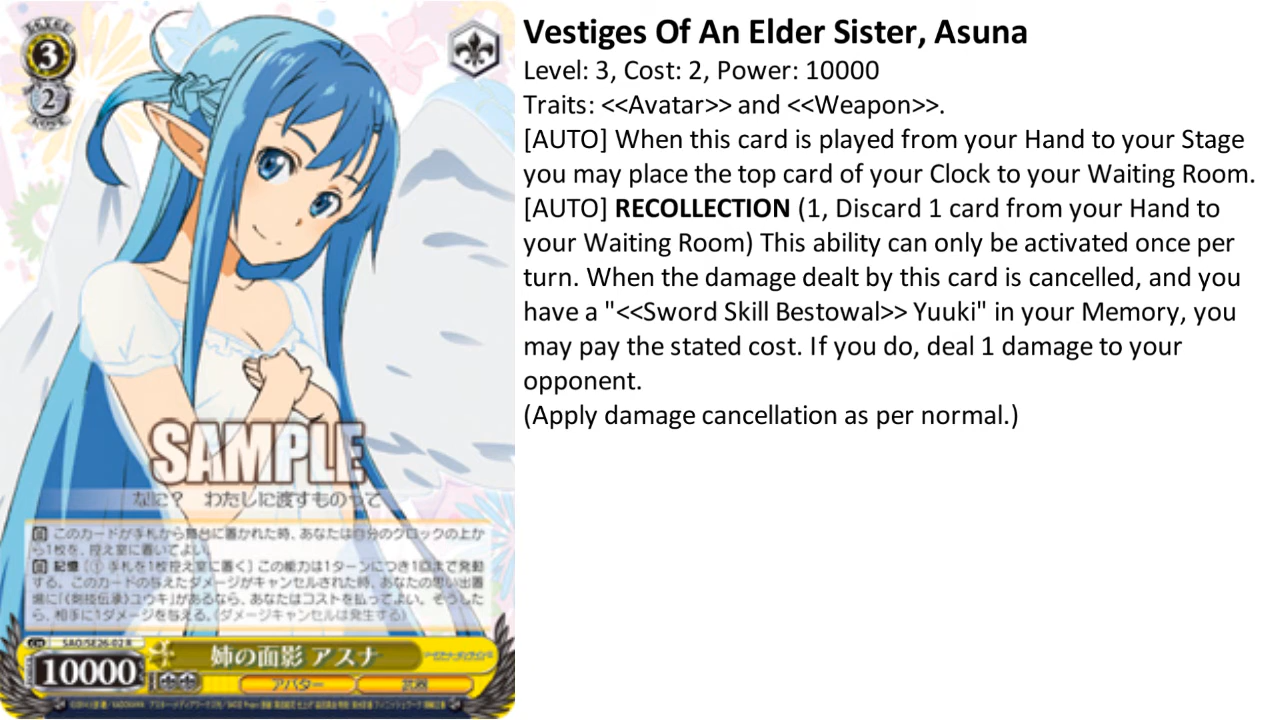 3
2
SAMPLE
なに？ わたしに渡すものって
自 このカードが手札から舞台に置かれた時、あなたは自分のクロックの上か
ら1枚を、控え室に置いてよい。
自 記憶 [① 手札を1枚控え室に置く] この能力は1ターンにつき1回まで発動
する。このカードの与えたダメージがキャンセルされた時、あなたの思い出置
場に「《剣技伝承》ユウキ」があるなら、あなたはコストを払ってよい。そうした
ら、相手に1ダメージを与える。(ダメージキャンセルは発生する)
SAO/SE26-02 R
10000
姉の面影 アスナ
アバター 武器
Vestiges Of An Elder Sister, Asuna
Level: 3, Cost: 2, Power: 10000
Traits: <<Avatar>> and <<Weapon>>.
[AUTO] When this card is played from your Hand to your Stage
you may place the top card of your Clock to your Waiting Room.
[AUTO] RECOLLECTION (1, Discard 1 card from your Hand to
your Waiting Room) This ability can only be activated once per
turn. When the damage dealt by this card is cancelled, and you
have a "<<Sword Skill Bestowal>> Yuuki" in your Memory, you
may pay the stated cost. If you do, deal 1 damage to your
opponent.
(Apply damage cancellation as per normal.)